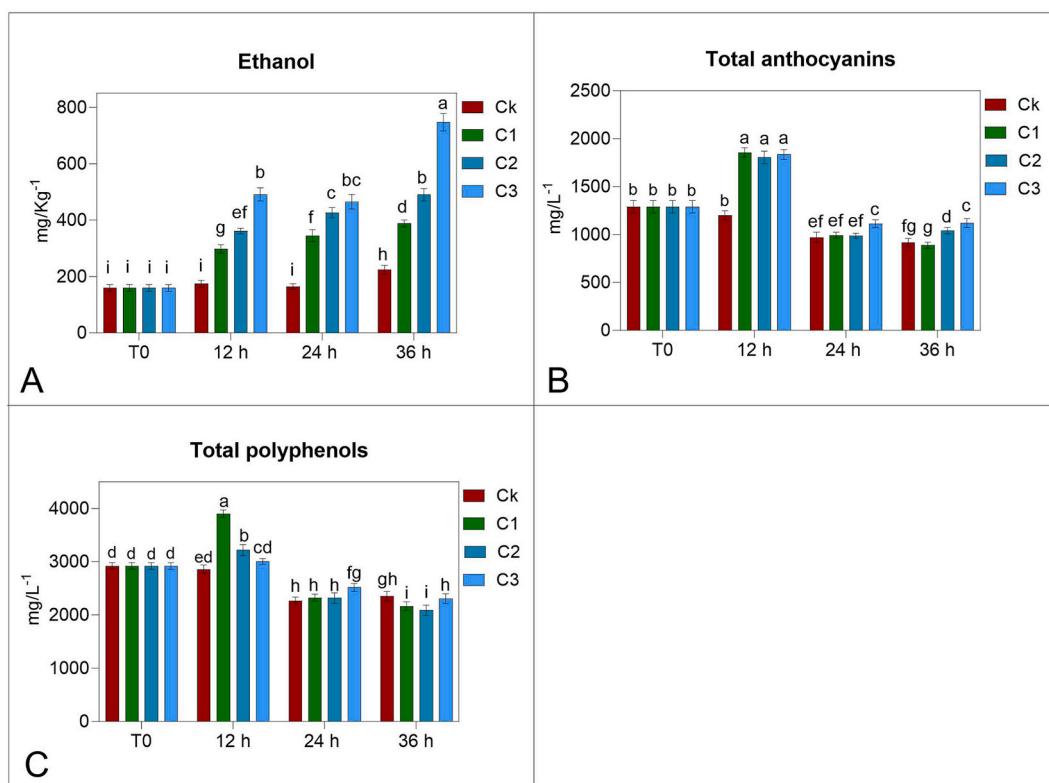 Ethanol
800
600
400
200
0
mg/Kg-1
i i i i
i g ef b
i f c bc
h d b a
T0 12 h 24 h 36 h
Ck
C1
C2
C3
A
Total anthocyanins
2500
2000
1500
1000
500
0
mg/L-1
b b b b
b a a a
ef ef ef c
fg g d c
T0 12 h 24 h 36 h
Ck
C1
C2
C3
B
Total polyphenols
4000
3000
2000
1000
0
mg/L-1
d d d d
ed a b cd
h h h fg
gh i i h
T0 12 h 24 h 36 h
Ck
C1
C2
C3
C